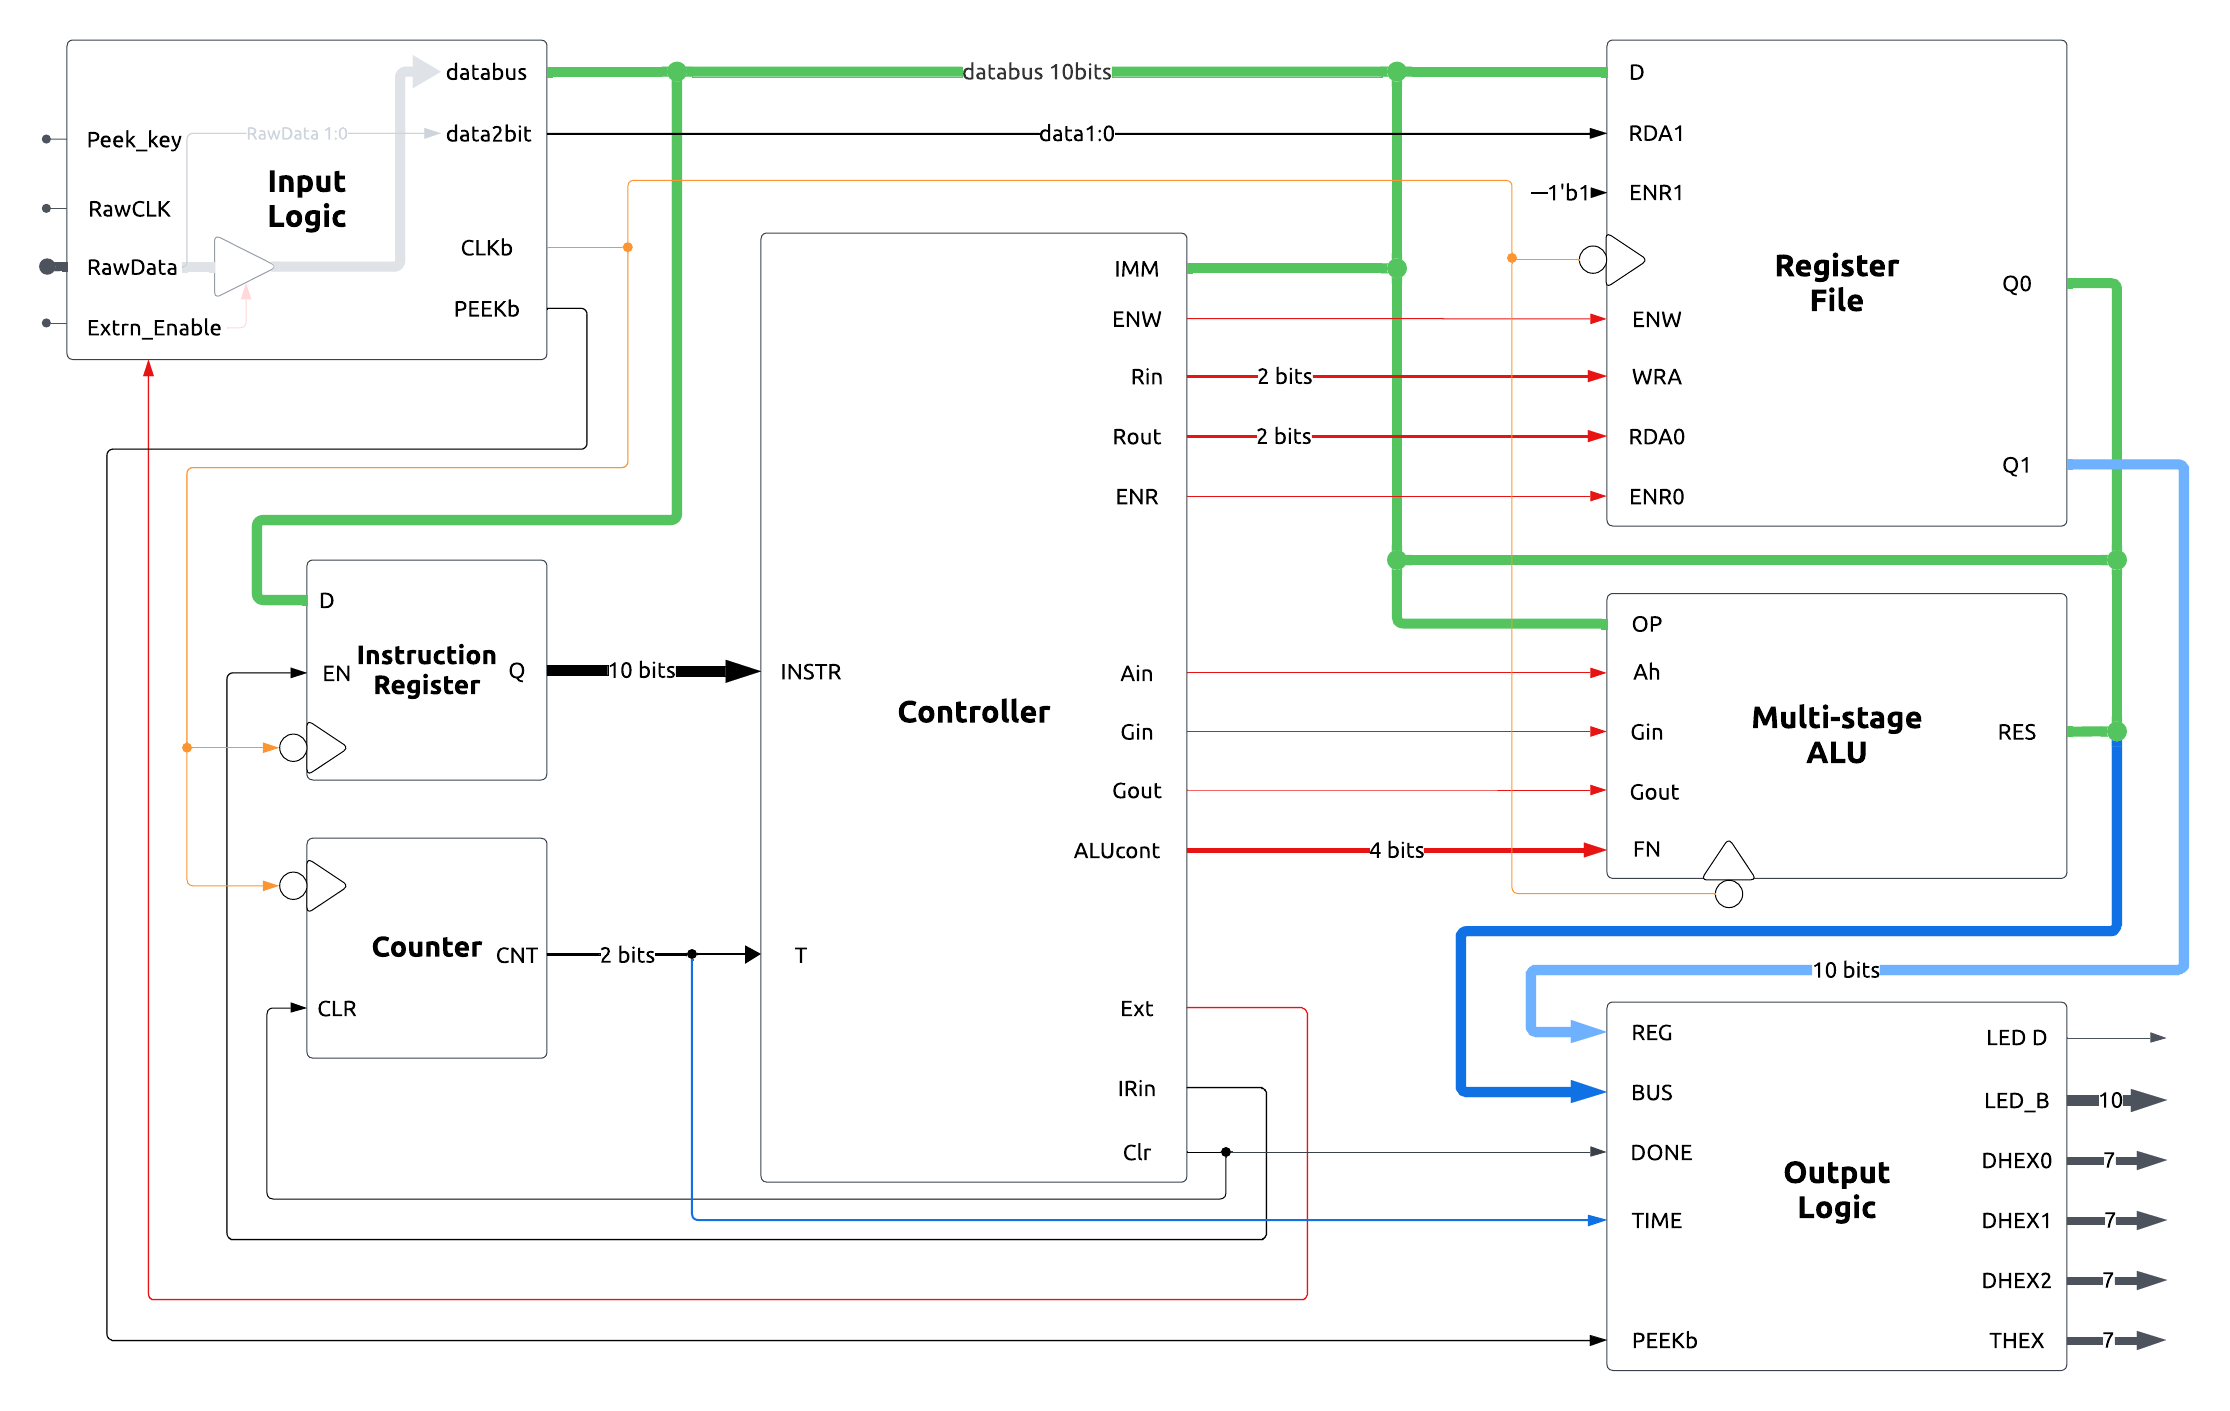 databus
data2bit
Peek_key
RawData 1:0
Input
Logic
RawCLK
CLKb
RawData
PEEKb
Extrn_Enable
databus 10bits
data1:0
1'b1
D
RDA1
ENR1
Register
File
Q0
ENW
WRA
RDA0
Q1
ENR0
IMM
ENW
Rin
2 bits
Rout
2 bits
ENR
D
Instruction
Register
EN
Q
10 bits
INSTR
Controller
Ain
Gin
Gout
ALUcont
4 bits
OP
Ah
Multi-stage
ALU
Gin
RES
Gout
FN
Counter
CNT
2 bits
T
CLR
Ext
IRin
Clr
10 bits
REG
LED D
BUS
LED_B
10
DONE
DHEX0
7
Output
Logic
TIME
DHEX1
7
DHEX2
7
PEEKb
THEX
7